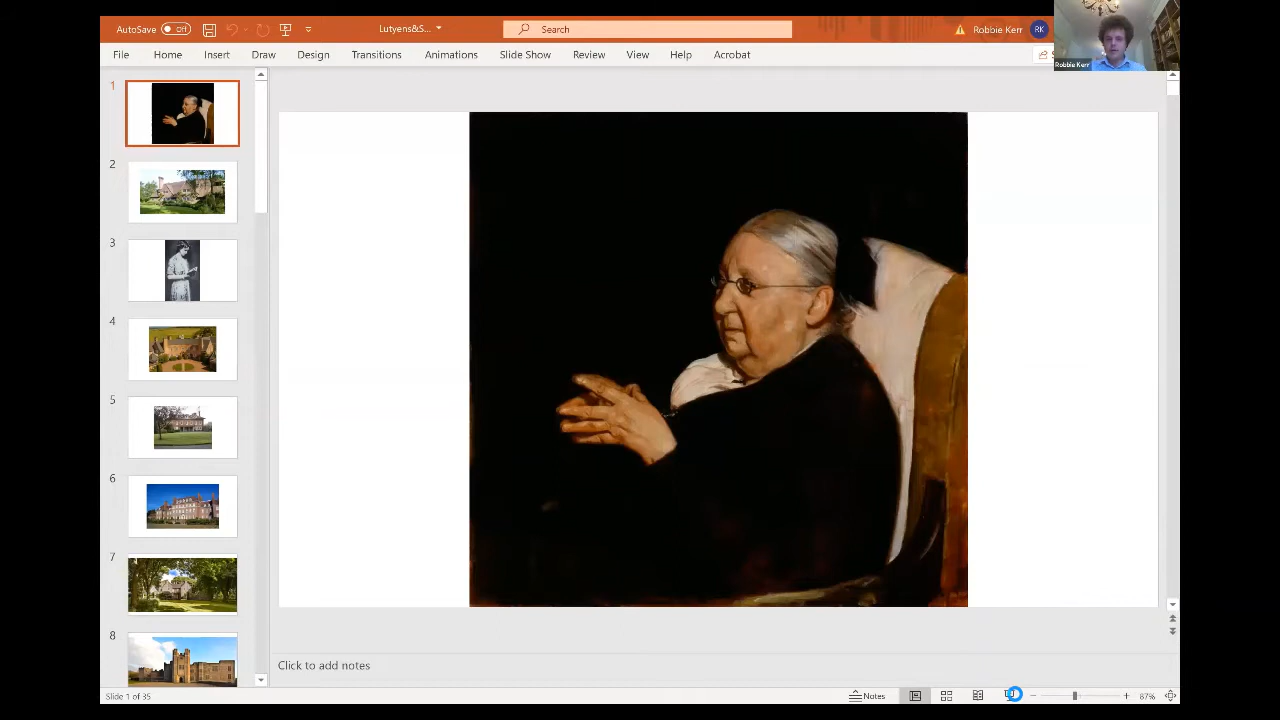 AutoSave Off Lutyens&S... Search Robbie Kerr RK
Robbie Kerr
File Home Insert Draw Design Transitions Animations Slide Show Review View Help Acrobat
1
2
3
4
5
6
7
8
Click to add notes
Slide 1 of 35 Notes 87%